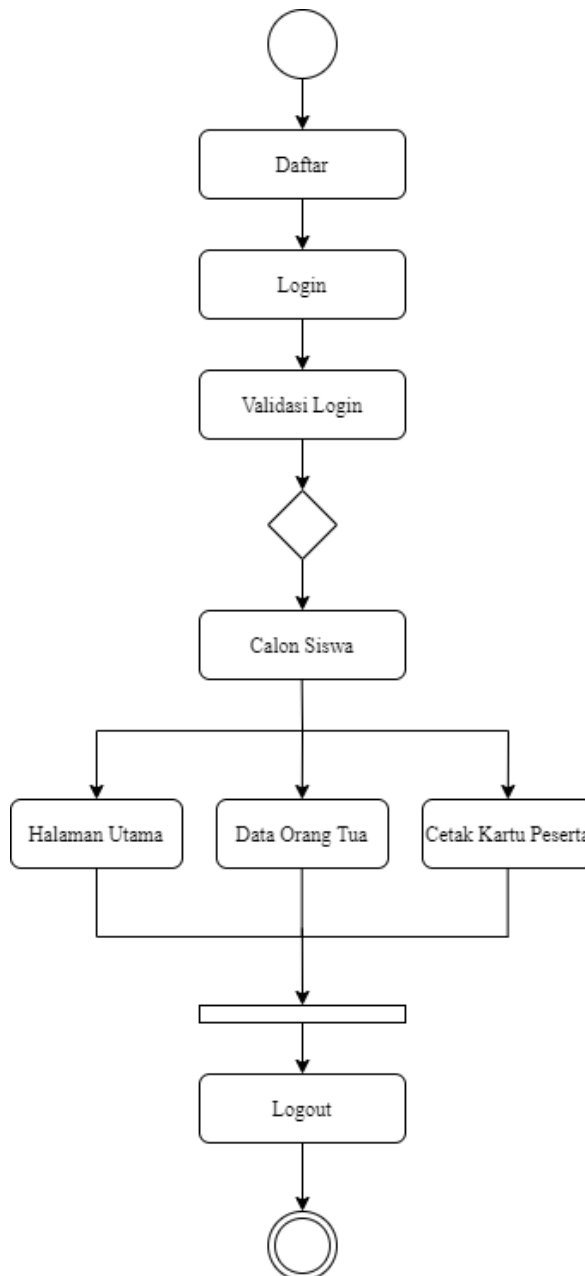 Daftar
Login
Validasi Login
Calon Siswa
Halaman Utama
Data Orang Tua
Cetak Kartu Peserta
Logout